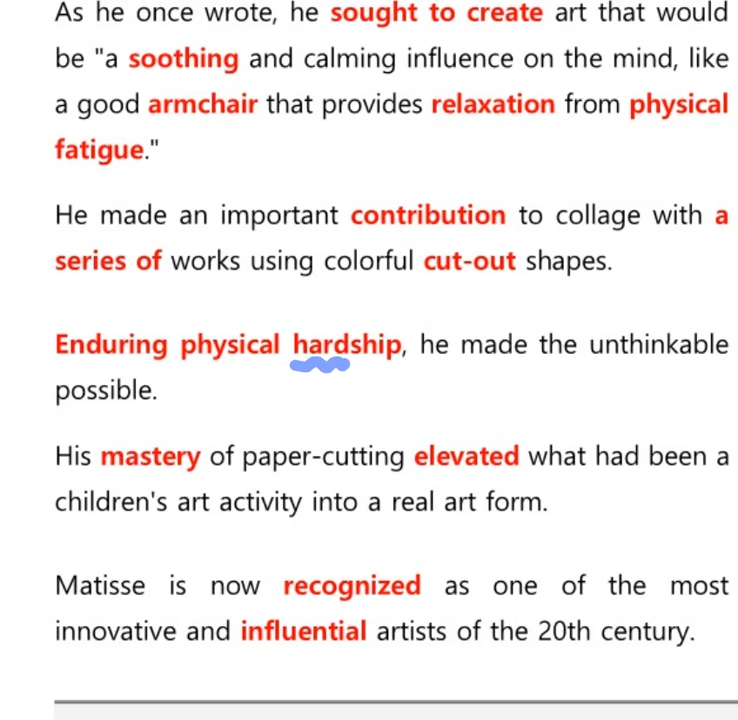 As he once wrote, he sought to create art that would
be "a soothing and calming influence on the mind, like
a good armchair that provides relaxation from physical
fatigue."
He made an important contribution to collage with a
series of works using colorful cut-out shapes.
Enduring physical hardship, he made the unthinkable
possible.
His mastery of paper-cutting elevated what had been a
children's art activity into a real art form.
Matisse is now recognized as one of the most
innovative and influential artists of the 20th century.